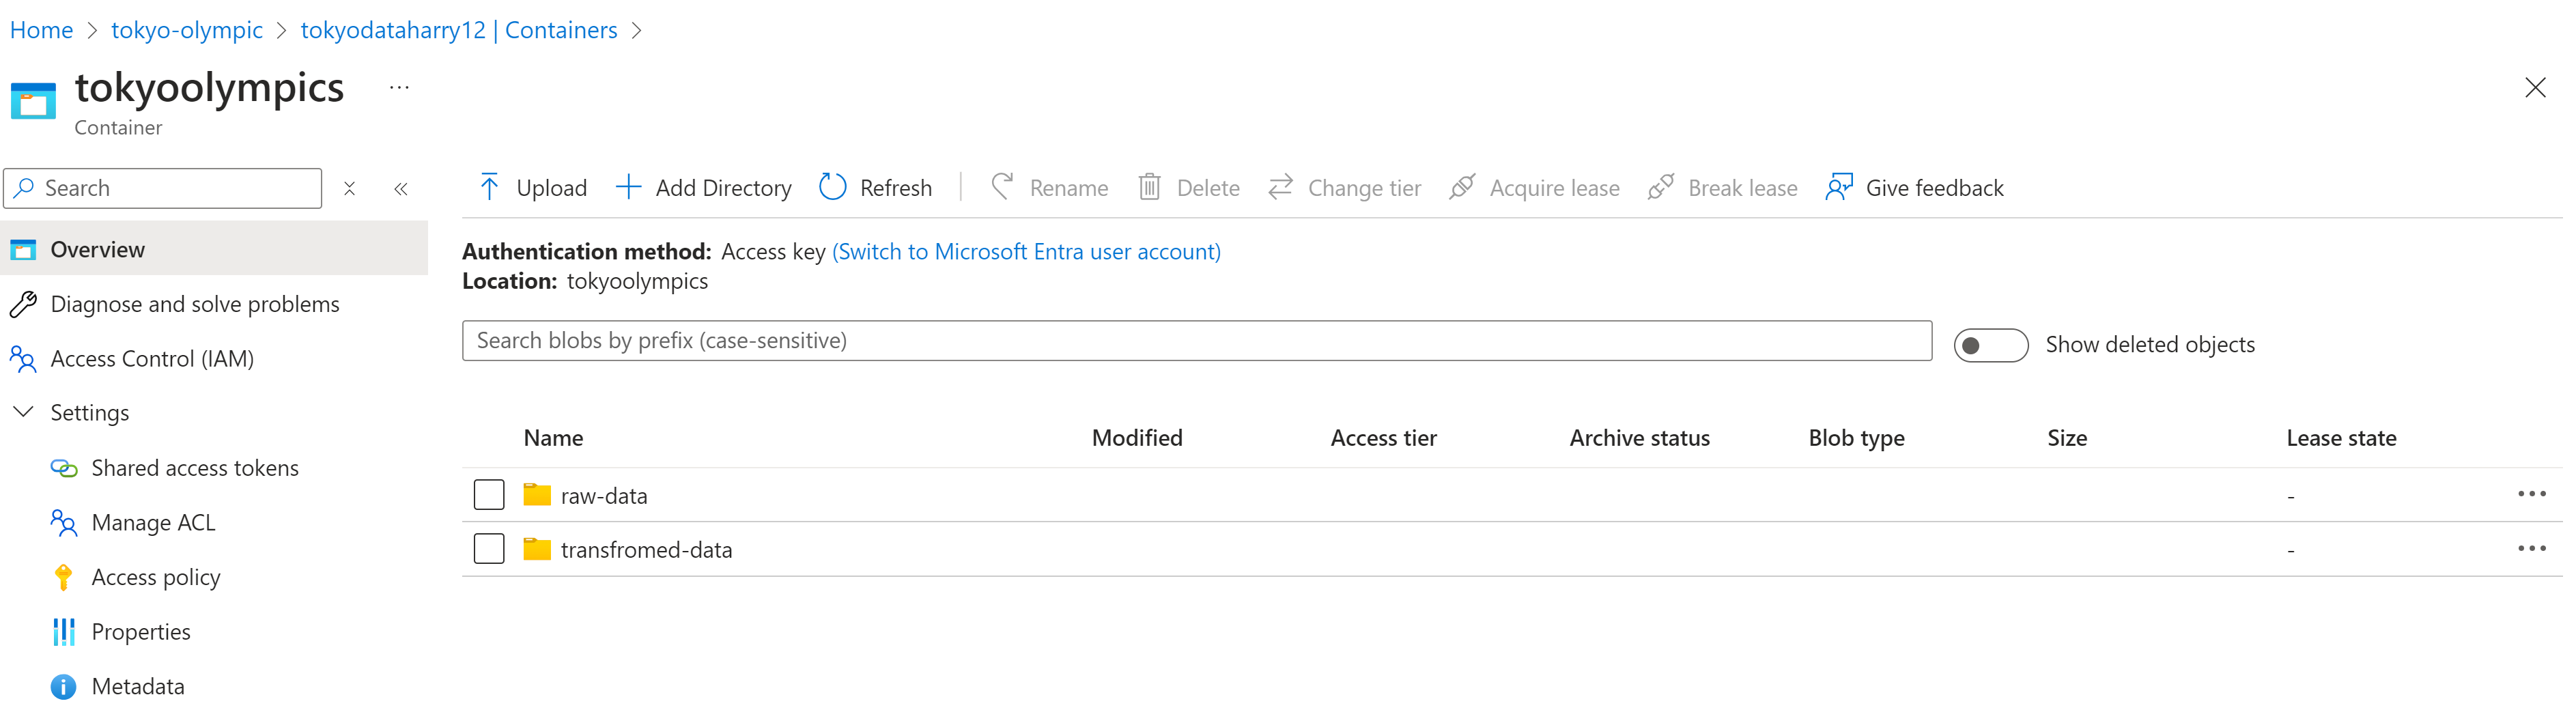 Home > tokyo-olympic > tokyodataharry12 | Containers >
tokyoolympics ...
Container
Search
Overview
Diagnose and solve problems
Access Control (IAM)
Settings
Shared access tokens
Manage ACL
Access policy
Properties
Metadata
Upload Add Directory Refresh Rename Delete Change tier Acquire lease Break lease Give feedback
Authentication method: Access key (Switch to Microsoft Entra user account)
Location: tokyoolympics
Search blobs by prefix (case-sensitive)
Show deleted objects
Name Modified Access tier Archive status Blob type Size Lease state
raw-data - ...
transfromed-data - ...